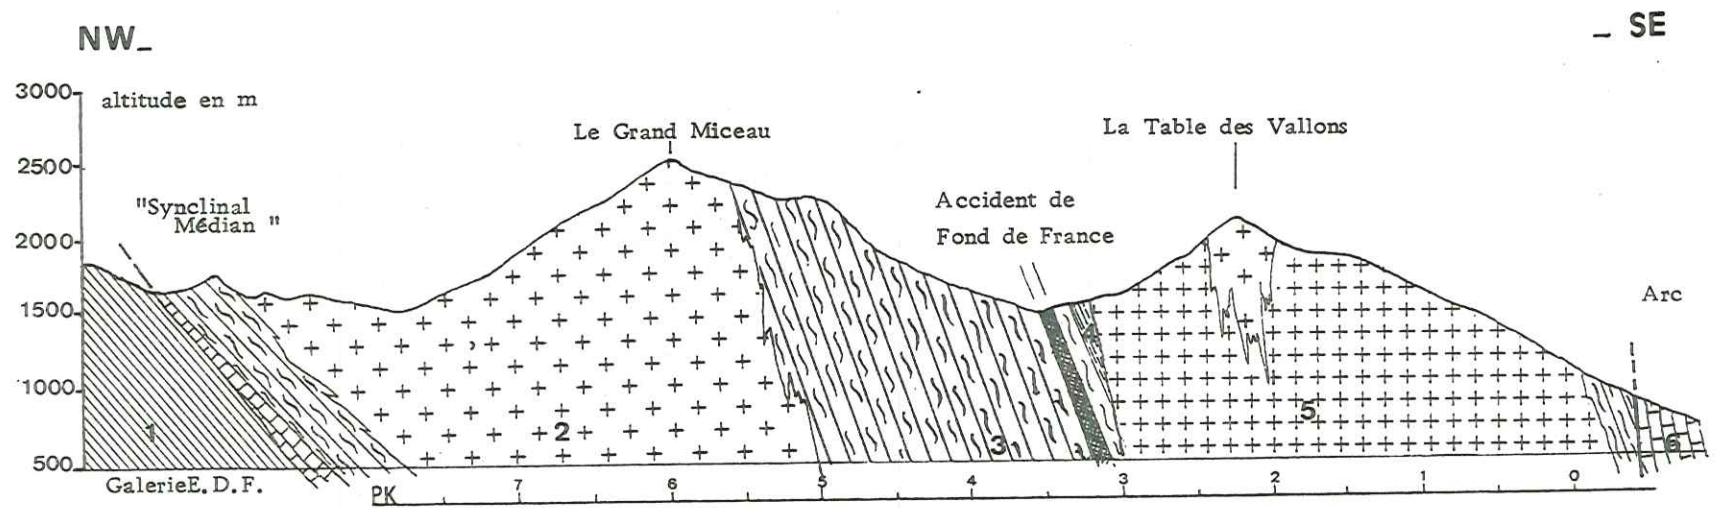 NW_
_ SE
3000
altitude en m
Le Grand Miceau
La Table des Vallons
2500
"Synclinal
Médian "
Accident de
Fond de France
2000
1500
Arc
1000
1
2
3
5
6
500
GalerieE.D.F.
PK
7
6
5
4
3
2
1
0